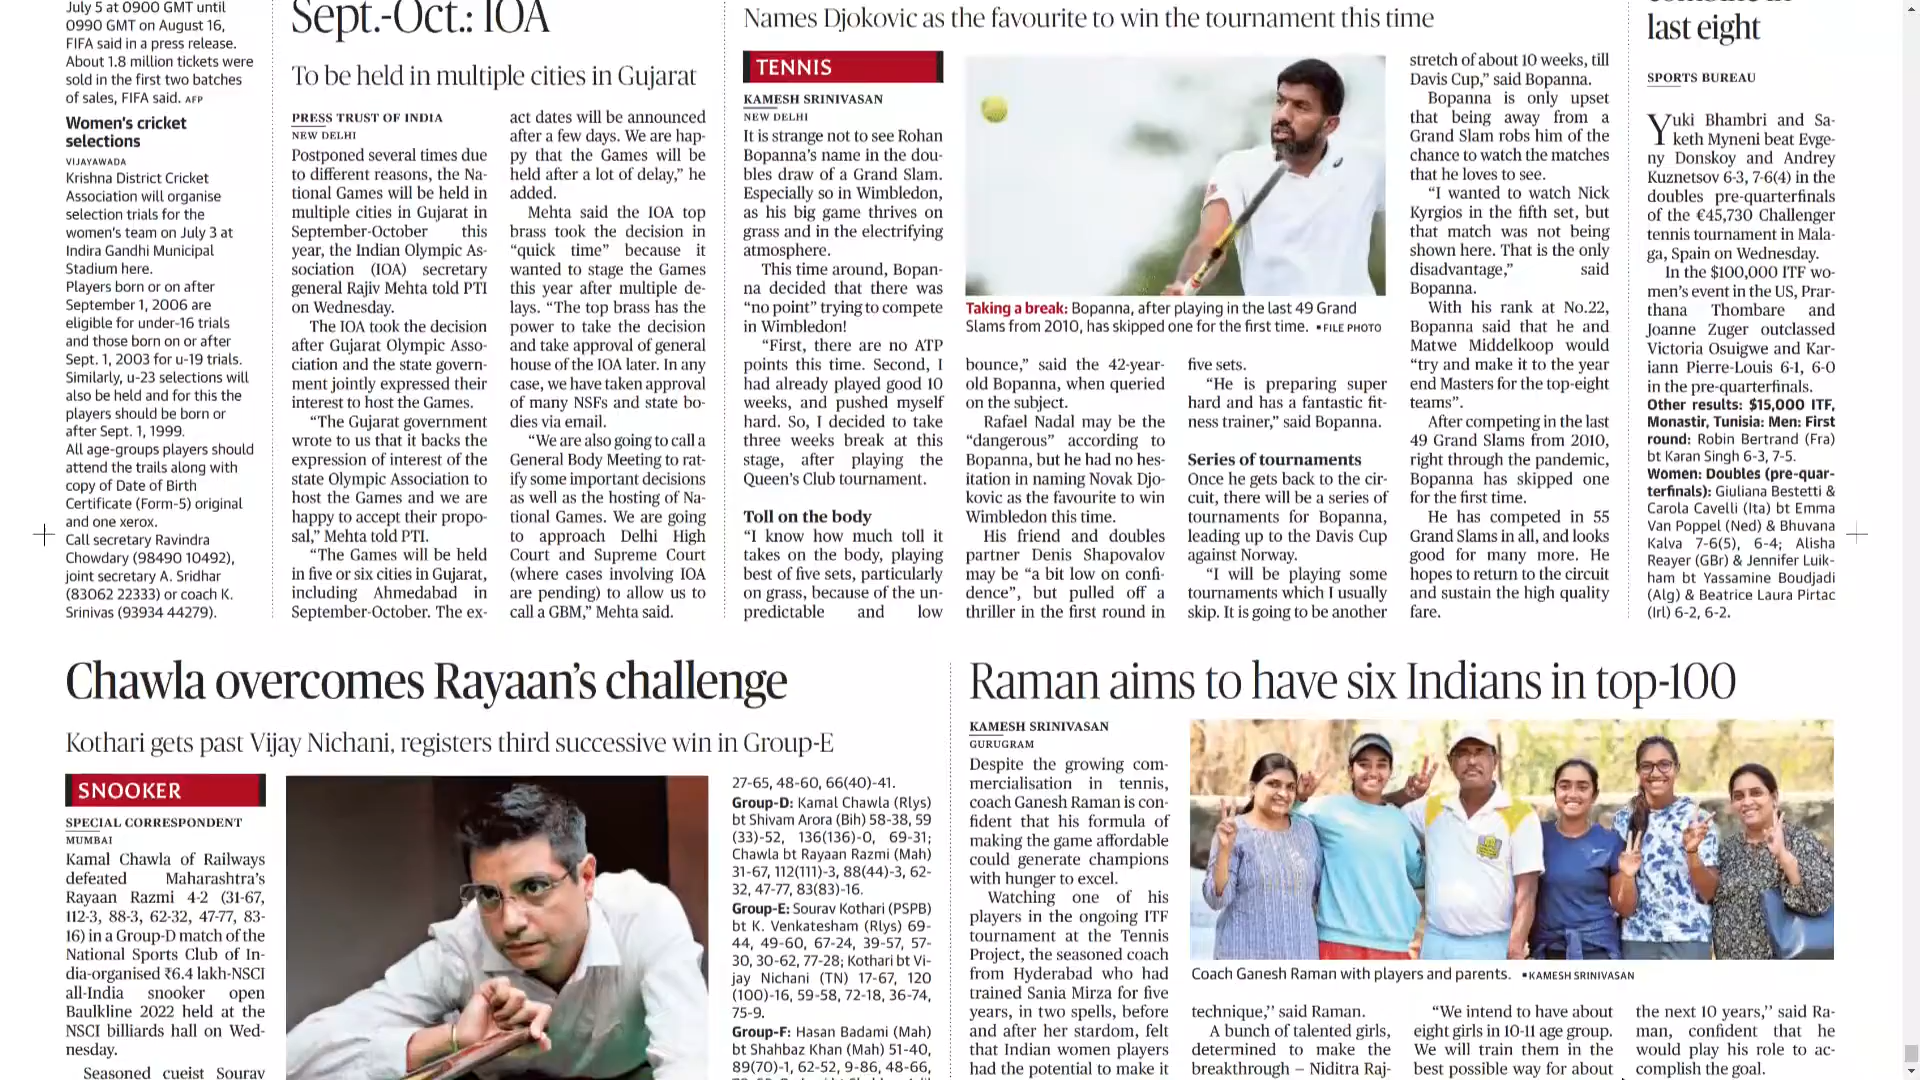 July 5 at 0900 GMT until
0990 GMT on August 16,
FIFA said in a press release.
About 1.8 million tickets were
sold in the first two batches
of sales, FIFA said. AFP
Women's cricket
selections
VIJAYAWADA
Krishna District Cricket
Association will organise
selection trials for the
women's team on July 3 at
Indira Gandhi Municipal
Stadium here.
Players born on or after
September 1, 2006 are
eligible for under-16 trials
and those born on or after
Sept. 1, 2003 for u-19 trials.
Similarly, u-23 selections will
also be held and for this the
players should be born or
after Sept. 1, 1999.
All age-groups players should
attend the trails along with
copy of Date of Birth
Certificate (Form-5) original
and one xerox.
Call secretary Ravindra
Chowdary (98490 10492),
joint secretary A. Sridhar
(83062 22333) or coach K.
Srinivas (93934 44279).
Sept.-Oct.: IOA
To be held in multiple cities in Gujarat
PRESS TRUST OF INDIA
NEW DELHI
Postponed several times due
to different reasons, the Na-
tional Games will be held in
multiple cities in Gujarat in
September-October this
year, the Indian Olympic As-
sociation (IOA) secretary
general Rajiv Mehta told PTI
on Wednesday.
The IOA took the decision
after Gujarat Olympic Asso-
ciation and the state govern-
ment jointly expressed their
interest to host the Games.
"The Gujarat government
wrote to us that it backs the
expression of interest of the
state Olympic Association to
host the Games and we are
happy to accept their propo-
sal," Mehta told PTI.
"The Games will be held
in five or six cities in Gujarat,
including Ahmedabad in
September-October. The ex-
act dates will be announced
after a few days. We are hap-
py that the Games will be
held after a lot of delay," he
added.
Mehta said the IOA top
brass took the decision in
"quick time" because it
wanted to stage the Games
this year after multiple de-
lays. "The top brass has the
power to take the decision
and take approval of general
house of the IOA later. In any
case, we have taken approval
of many NSFs and state bo-
dies via email.
"We are also going to call a
General Body Meeting to rat-
ify some important decisions
as well as the hosting of Na-
tional Games. We are going
to approach Delhi High
Court and Supreme Court
(where cases involving IOA
are pending) to allow us to
call a GBM," Mehta said.
Names Djokovic as the favourite to win the tournament this time
TENNIS
KAMESH SRINIVASAN
NEW DELHI
It is strange not to see Rohan
Bopanna's name in the dou-
bles draw of a Grand Slam.
Especially so in Wimbledon,
as his big game thrives on
grass and in the electrifying
atmosphere.
This time around, Bopan-
na decided that there was
"no point" trying to compete
in Wimbledon!
"First, there are no ATP
points this time. Second, I
had already played good 10
weeks, and pushed myself
hard. So, I decided to take
three weeks break at this
stage, after playing the
Queen's Club tournament.
Toll on the body
"I know how much toll it
takes on the body, playing
best of five sets, particularly
on grass, because of the un-
predictable and low
Taking a break: Bopanna, after playing in the last 49 Grand
Slams from 2010, has skipped one for the first time. ▪FILE PHOTO
bounce," said the 42-year-
old Bopanna, when queried
on the subject.
Rafael Nadal may be the
"dangerous" according to
Bopanna, but he had no hes-
itation in naming Novak Djo-
kovic as the favourite to win
Wimbledon this time.
His friend and doubles
partner Denis Shapovalov
may be "a bit low on confi-
dence", but pulled off a
thriller in the first round in
five sets.
"He is preparing super
hard and has a fantastic fit-
ness trainer," said Bopanna.
Series of tournaments
Once he gets back to the cir-
cuit, there will be a series of
tournaments for Bopanna,
leading up to the Davis Cup
against Norway.
"I will be playing some
tournaments which I usually
skip. It is going to be another
stretch of about 10 weeks, till
Davis Cup," said Bopanna.
Bopanna is only upset
that being away from a
Grand Slam robs him of the
chance to watch the matches
that he loves to see.
"I wanted to watch Nick
Kyrgios in the fifth set, but
that match was not being
shown here. That is the only
disadvantage," said
Bopanna.
With his rank at No.22,
Bopanna said that he and
Matwe Middelkoop would
"try and make it to the year
end Masters for the top-eight
teams".
After competing in the last
49 Grand Slams from 2010,
right through the pandemic,
Bopanna has skipped one
for the first time.
He has competed in 55
Grand Slams in all, and looks
good for many more. He
hopes to return to the circuit
and sustain the high quality
fare.
last eight
SPORTS BUREAU
Yuki Bhambri and Sa-
keth Myneni beat Evge-
ny Donskoy and Andrey
Kuznetsov 6-3, 7-6(4) in the
doubles pre-quarterfinals
of the €45,730 Challenger
tennis tournament in Mala-
ga, Spain on Wednesday.
In the $100,000 ITF wo-
men's event in the US, Prar-
thana Thombare and
Joanne Zuger outclassed
Victoria Osuigwe and Kar-
iann Pierre-Louis 6-1, 6-0
in the pre-quarterfinals.
Other results: $15,000 ITF,
Monastir, Tunisia: Men: First
round: Robin Bertrand (Fra)
bt Karan Singh 6-3, 7-5.
Women: Doubles (pre-quar-
terfinals): Giuliana Bestetti &
Carola Cavelli (Ita) bt Emma
Van Poppel (Ned) & Bhuvana
Kalva 7-6(5), 6-4; Alisha
Reayer (GBr) & Jennifer Luik-
ham bt Yassamine Boudjadi
(Alg) & Beatrice Laura Pirtac
(Irl) 6-2, 6-2.
Chawla overcomes Rayaan's challenge
Kothari gets past Vijay Nichani, registers third successive win in Group-E
SNOOKER
SPECIAL CORRESPONDENT
MUMBAI
Kamal Chawla of Railways
defeated Maharashtra's
Rayaan Razmi 4-2 (31-67,
112-3, 88-3, 62-32, 47-77, 83-
16) in a Group-D match of the
National Sports Club of In-
dia-organised ₹6.4 lakh-NSCI
all-India snooker open
Baulkline 2022 held at the
NSCI billiards hall on Wed-
nesday.
Seasoned cueist Sourav
27-65, 48-60, 66(40)-41.
Group-D: Kamal Chawla (Rlys)
bt Shivam Arora (Bih) 58-38, 59
(33)-52, 136(136)-0, 69-31;
Chawla bt Rayaan Razmi (Mah)
31-67, 112(111)-3, 88(44)-3, 62-
32, 47-77, 83(83)-16.
Group-E: Sourav Kothari (PSPB)
bt K. Venkatesham (Rlys) 69-
44, 49-60, 67-24, 39-57, 57-
30, 30-62, 77-28; Kothari bt Vi-
jay Nichani (TN) 17-67, 120
(100)-16, 59-58, 72-18, 36-74,
75-9.
Group-F: Hasan Badami (Mah)
bt Shahbaz Khan (Mah) 51-40,
89(70)-1, 62-52, 9-86, 48-66,
Raman aims to have six Indians in top-100
KAMESH SRINIVASAN
GURUGRAM
Despite the growing com-
mercialisation in tennis,
coach Ganesh Raman is con-
fident that his formula of
making the game affordable
could generate champions
with hunger to excel.
Watching one of his
players in the ongoing ITF
tournament at the Tennis
Project, the seasoned coach
from Hyderabad who had
trained Sania Mirza for five
years, in two spells, before
and after her stardom, felt
that Indian women players
had the potential to make it
Coach Ganesh Raman with players and parents. ▪KAMESH SRINIVASAN
technique,'' said Raman.
A bunch of talented girls,
determined to make the
breakthrough – Niditra Raj-
"We intend to have about
eight girls in 10-11 age group.
We will train them in the
best possible way for about
the next 10 years,'' said Ra-
man, confident that he
would play his role to ac-
complish the goal.